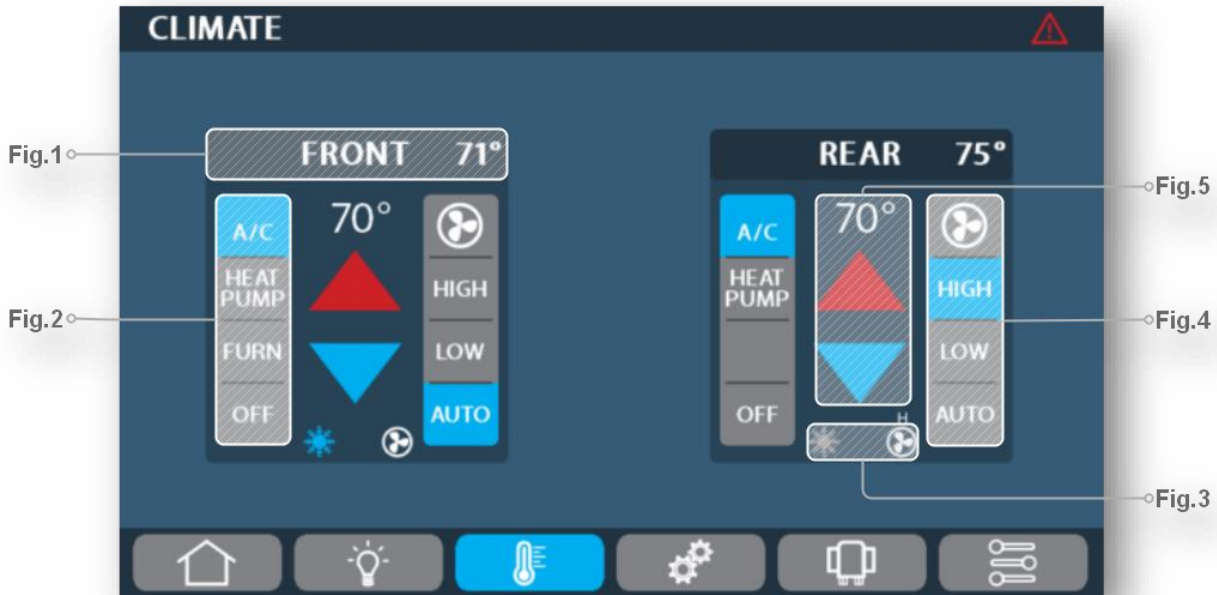 CLIMATE
Fig.1
FRONT 71°
A/C
HEAT
PUMP
FURN
OFF
70°
HIGH
LOW
AUTO
Fig.2
REAR 75°
A/C
HEAT
PUMP
OFF
70°
HIGH
LOW
AUTO
H
Fig.5
Fig.4
Fig.3